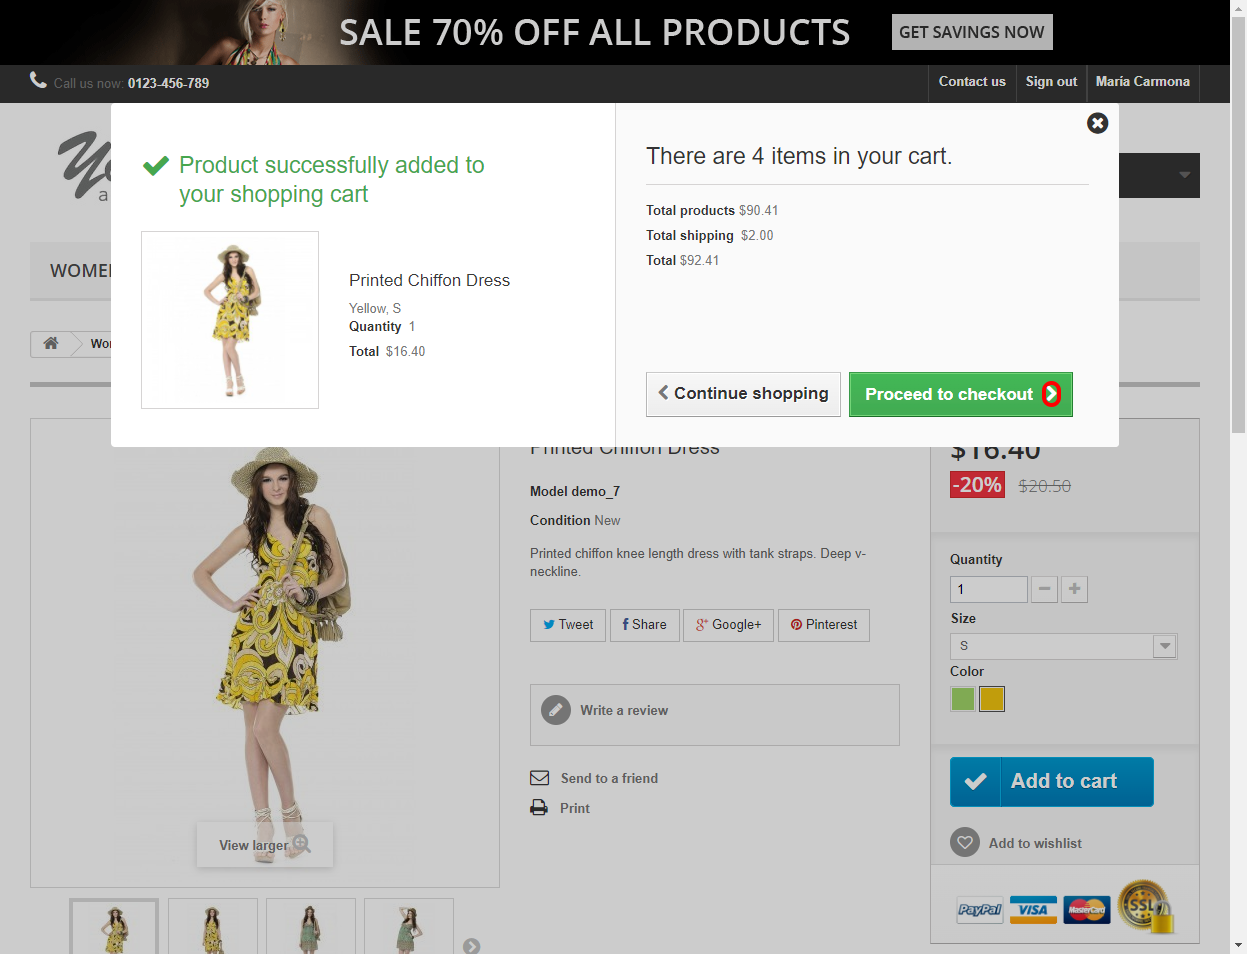 SALE 70% OFF ALL PRODUCTS
GET SAVINGS NOW
Call us now: 0123-456-789
Contact us
Sign out
María Carmona
Product successfully added to
your shopping cart
Printed Chiffon Dress
Yellow, S
Quantity 1
Total $16.40
There are 4 items in your cart.
Total products $90.41
Total shipping $2.00
Total $92.41
Continue shopping
Proceed to checkout
Printed Chiffon Dress
Model demo_7
Condition New
Printed chiffon knee length dress with tank straps. Deep v-
neckline.
Tweet
Share
Google+
Pinterest
Write a review
Send to a friend
Print
View larger
$16.40
-20% $20.50
Quantity
1
Size
S
Color
Add to cart
Add to wishlist
PayPal
VISA
MasterCard
SSL